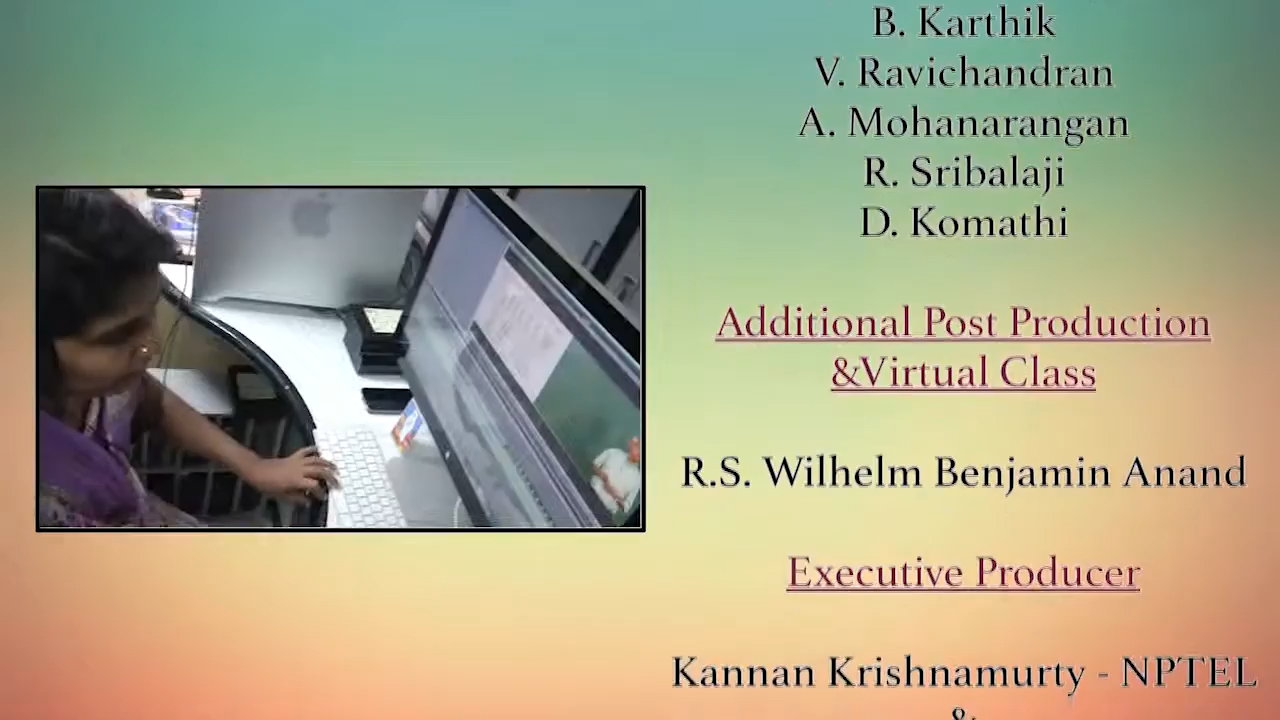 B. Karthik
V. Ravichandran
A. Mohanarangan
R. Sribalaji
D. Komathi
Additional Post Production
&Virtual Class
R.S. Wilhelm Benjamin Anand
Executive Producer
Kannan Krishnamurty - NPTEL
&